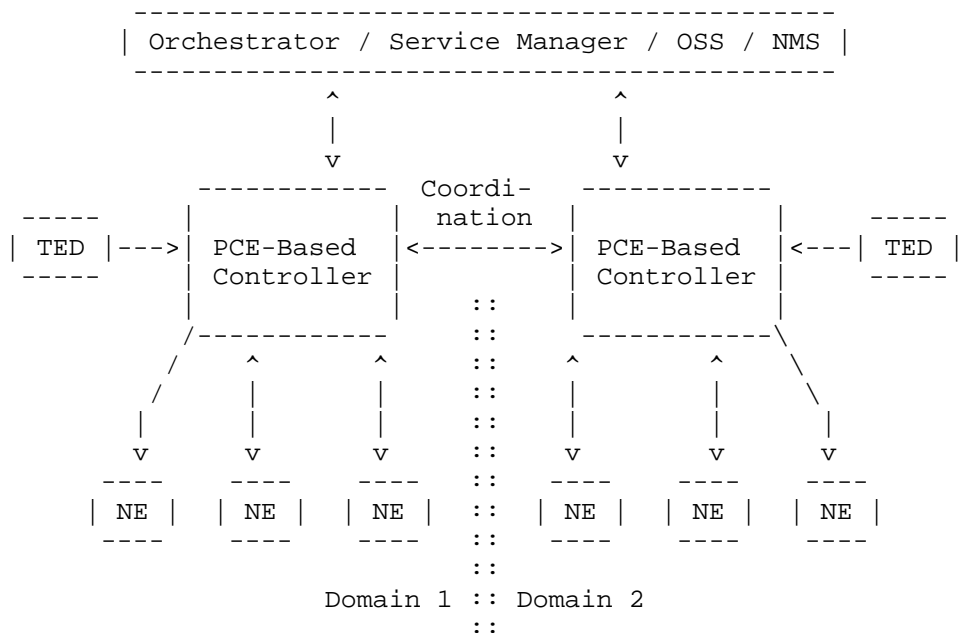 Orchestrator / Service Manager / OSS / NMS
Coordi-
nation
TED PCE-Based PCE-Based TED
Controller Controller
NE NE NE NE NE NE
Domain 1 :: Domain 2